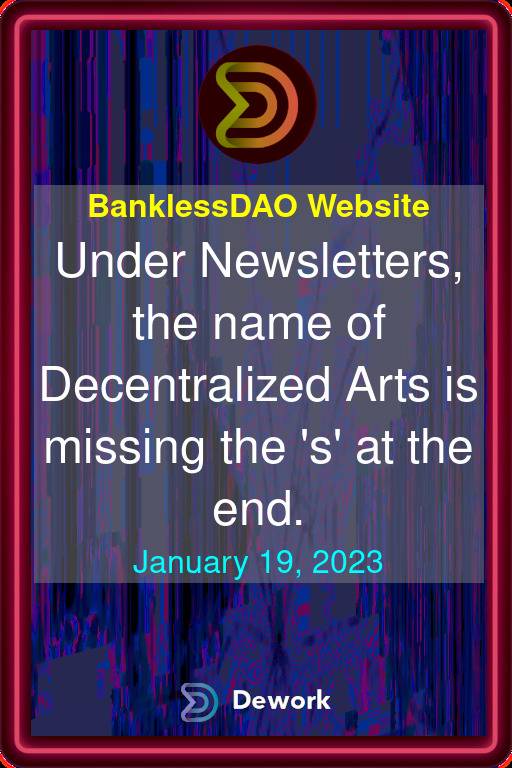 BanklessDAO Website
Under Newsletters,
the name of
Decentralized Arts is
missing the 's' at the
end.
January 19, 2023
Dework